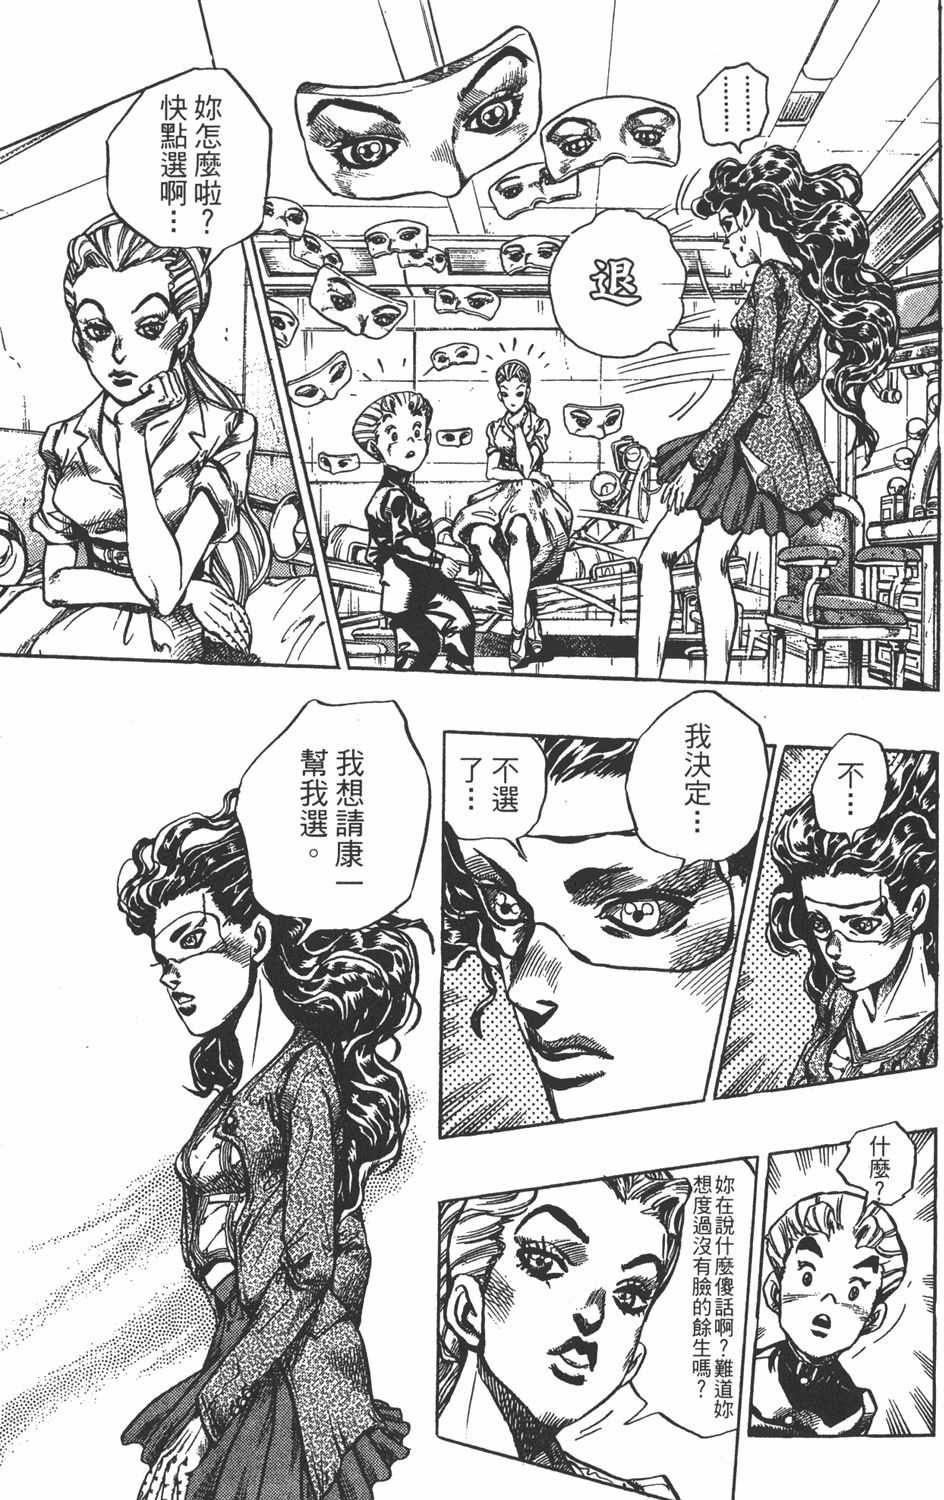 ………
退
妳怎麼啦？
快點選啊…
不…
我決定…
不選
了…
我想請康一
幫我選。
什麼？
妳在說什麼傻話啊？難道妳
想度過沒有臉的餘生嗎？